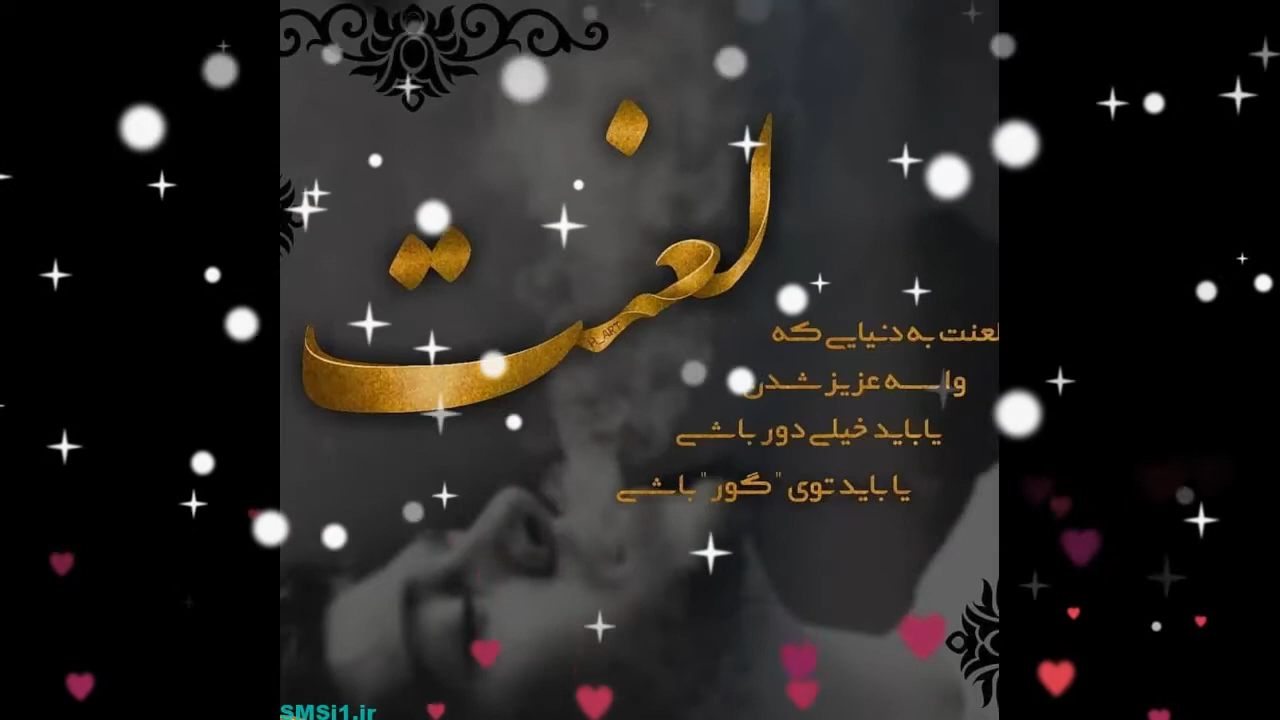 لعنت
لعنت به دنیایی که
واسه عزیز شدن
یا باید خیلی دور باشی
یا باید توی "گور" باشی
SMSi1.ir